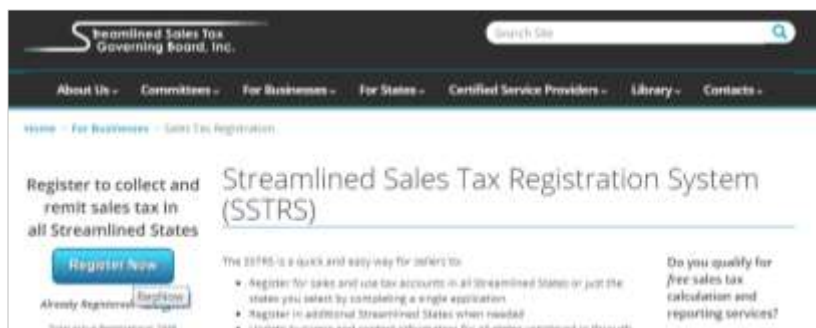 Streamlined Sales Tax
Governing Board, Inc.
Search Site
About Us
Committees
For Businesses
For States
Certified Service Providers
Library
Contacts
Home
For Businesses
Sales Tax Registration
Register to collect and
remit sales tax in
all Streamlined States
Register Now
RegNow
Already Registered?
Streamlined Sales Tax Registration System
(SSTRS)
The SSTRS is a quick and easy way for sellers to:
Register for sales and use tax accounts in all Streamlined States or just the
states you select by completing a single application
Register in additional Streamlined States when needed
Do you qualify for
free sales tax
calculation and
reporting services?